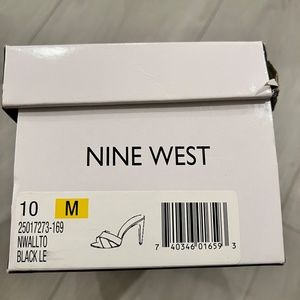 NINE WEST
10 M
25017273-169
NWALLTO
BLACK LE
7 40346 01659 3